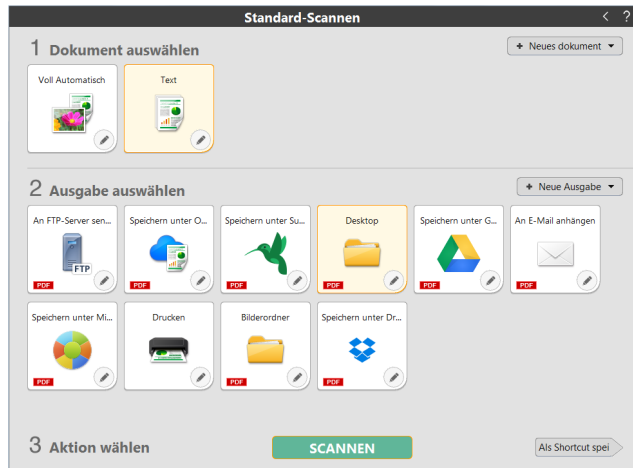 Standard-Scannen
< ?
1 Dokument auswählen
+ Neues dokument
Voll Automatisch
Text
2 Ausgabe auswählen
+ Neue Ausgabe
An FTP-Server sen...
Speichern unter O...
Speichern unter Su...
Desktop
Speichern unter G...
An E-Mail anhängen
FTP
PDF
PDF
PDF
PDF
PDF
PDF
Speichern unter Mi...
Drucken
Bilderordner
Speichern unter Dr...
PDF
PDF
PDF
3 Aktion wählen
SCANNEN
Als Shortcut spei